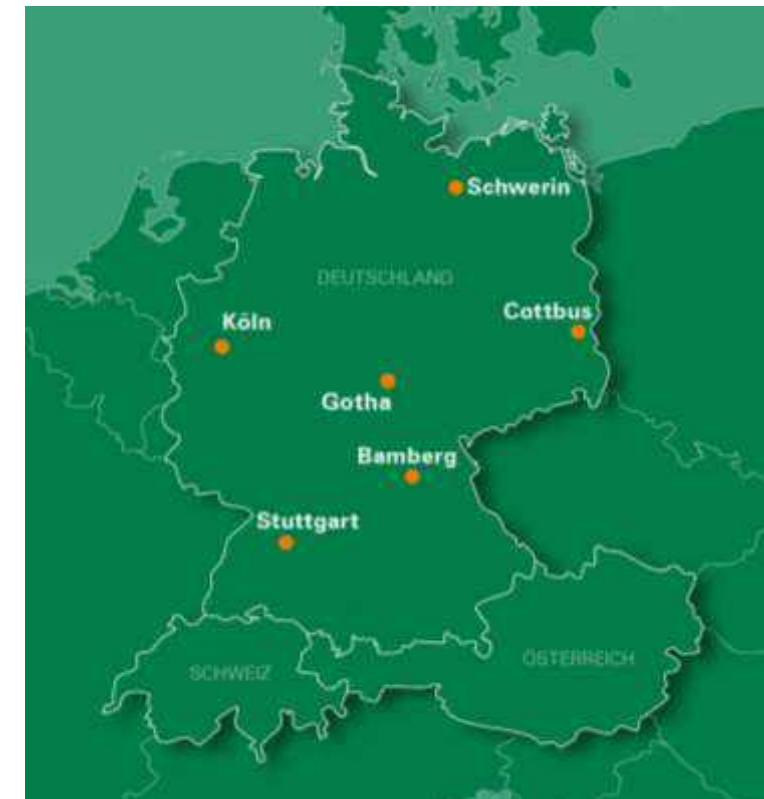 Schwerin
DEUTSCHLAND
Cottbus
Köln
Gotha
Bamberg
Stuttgart
ÖSTERREICH
SCHWEIZ